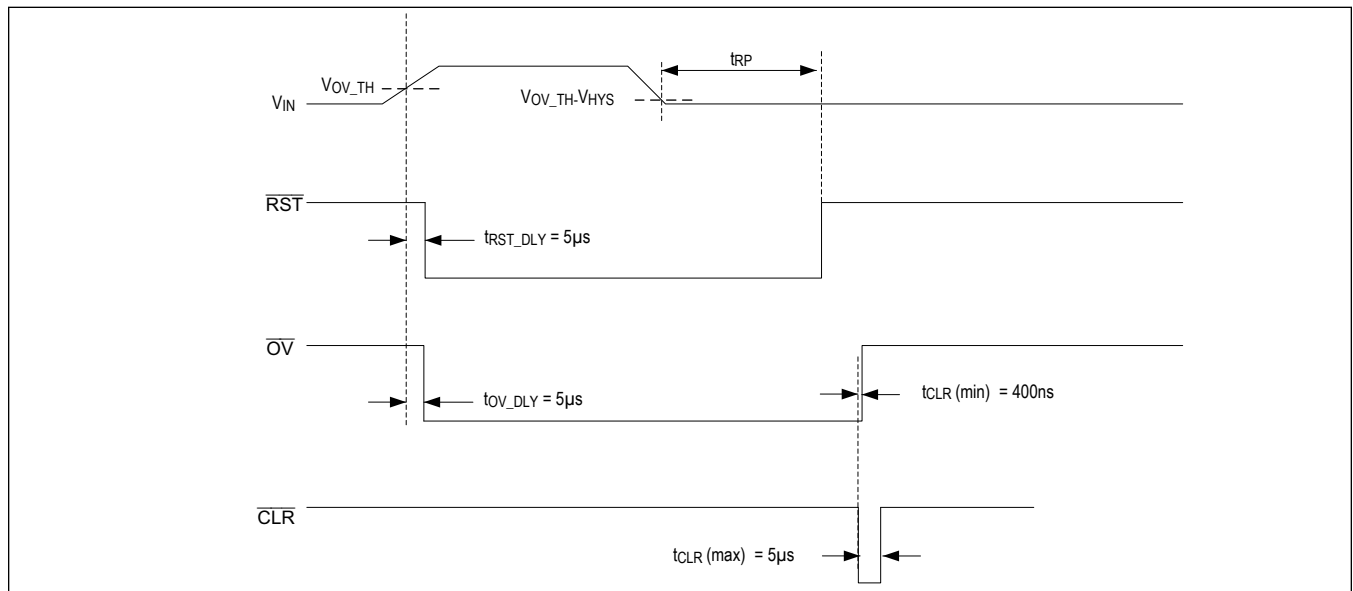 tRP
VOV_TH
VIN
VOV_TH-VHYS
RST
tRST_DLY = 5µs
OV
tOV_DLY = 5µs
tCLR (min) = 400ns
CLR
tCLR (max) = 5µs